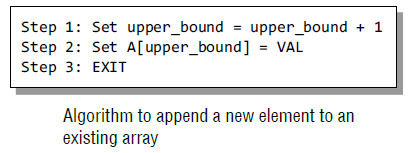 Step 1: Set upper_bound = upper_bound + 1
Step 2: Set A[upper_bound] = VAL
Step 3: EXIT
Algorithm to append a new element to an
existing array